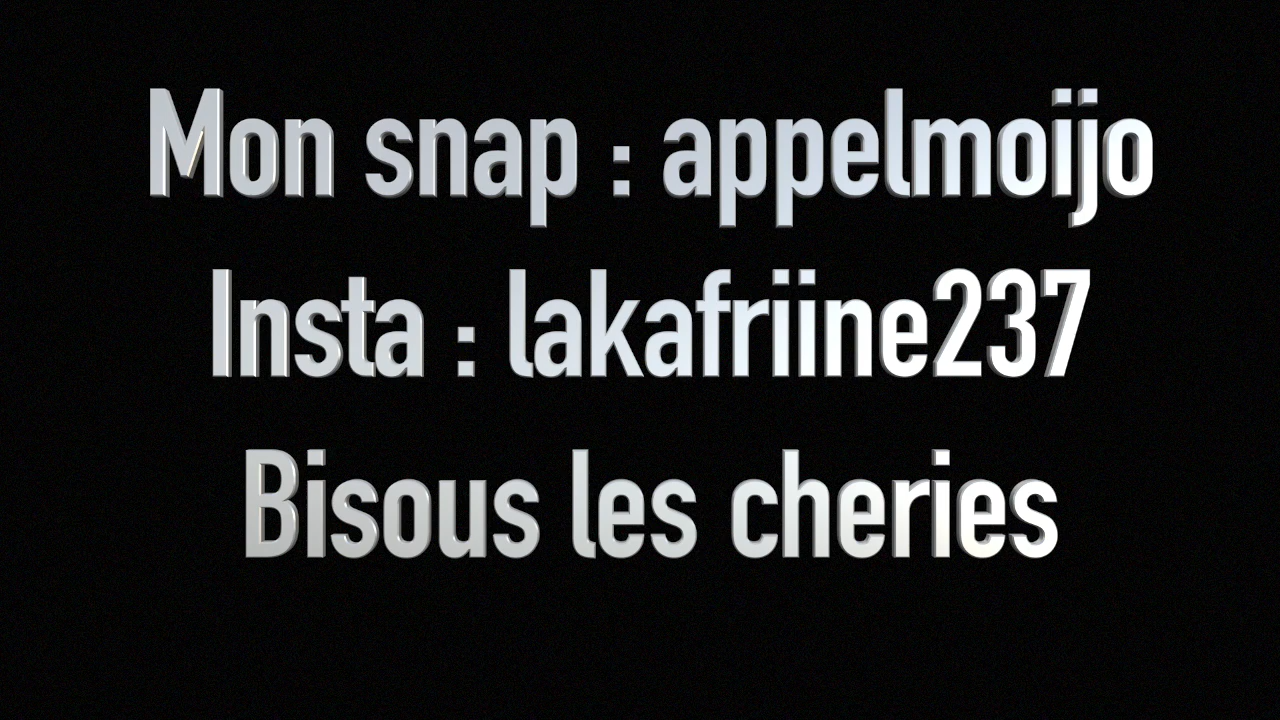 Mon snap : appelmoijo
Insta : lakafriine237
Bisous les cheries